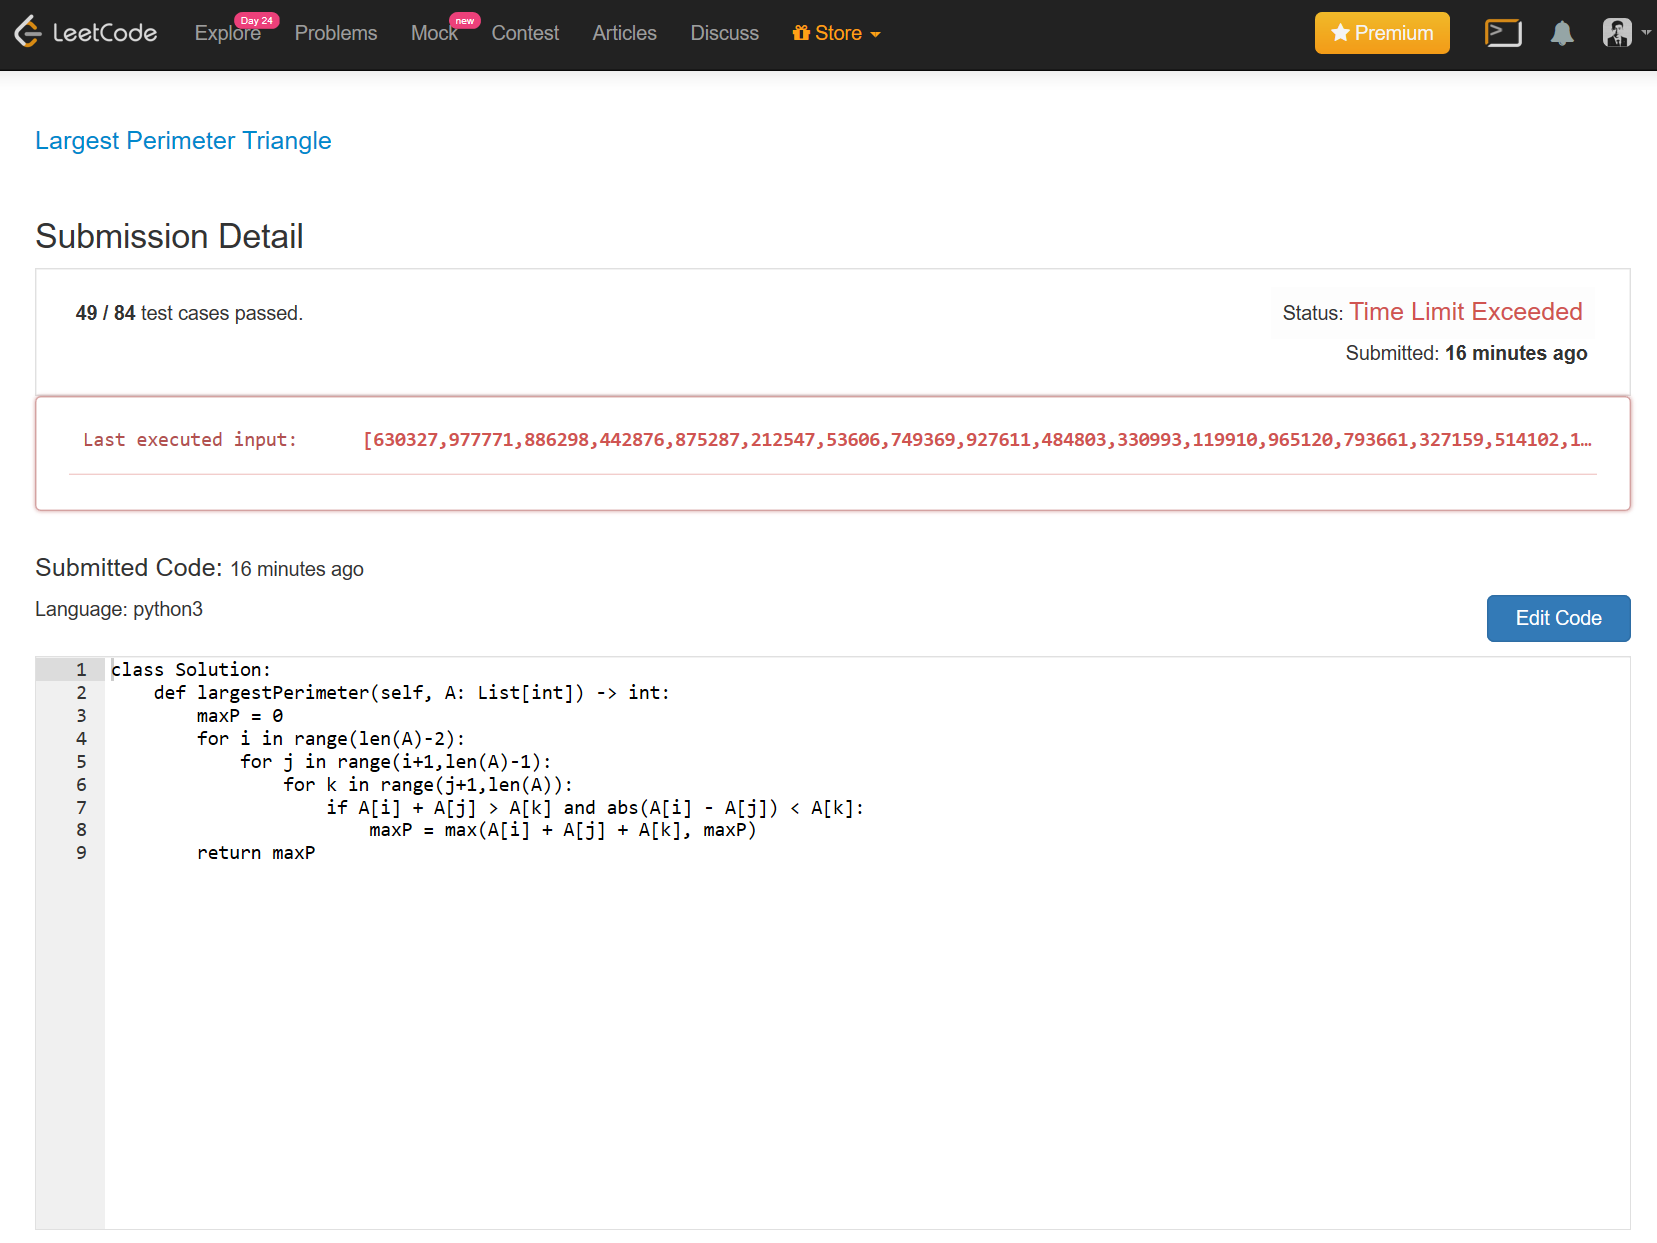 LeetCode
Explore Day 24 Problems Mock new Contest Articles Discuss Store Premium
Largest Perimeter Triangle
Submission Detail
49 / 84 test cases passed.
Status: Time Limit Exceeded
Submitted: 16 minutes ago
Last executed input: [630327,977771,886298,442876,875287,212547,53606,749369,927611,484803,330993,119910,965120,793661,327159,514102,1…
Submitted Code: 16 minutes ago
Language: python3
Edit Code
1 class Solution:
2     def largestPerimeter(self, A: List[int]) -> int:
3         maxP = 0
4         for i in range(len(A)-2):
5             for j in range(i+1,len(A)-1):
6                 for k in range(j+1,len(A)):
7                     if A[i] + A[j] > A[k] and abs(A[i] - A[j]) < A[k]:
8                         maxP = max(A[i] + A[j] + A[k], maxP)
9         return maxP